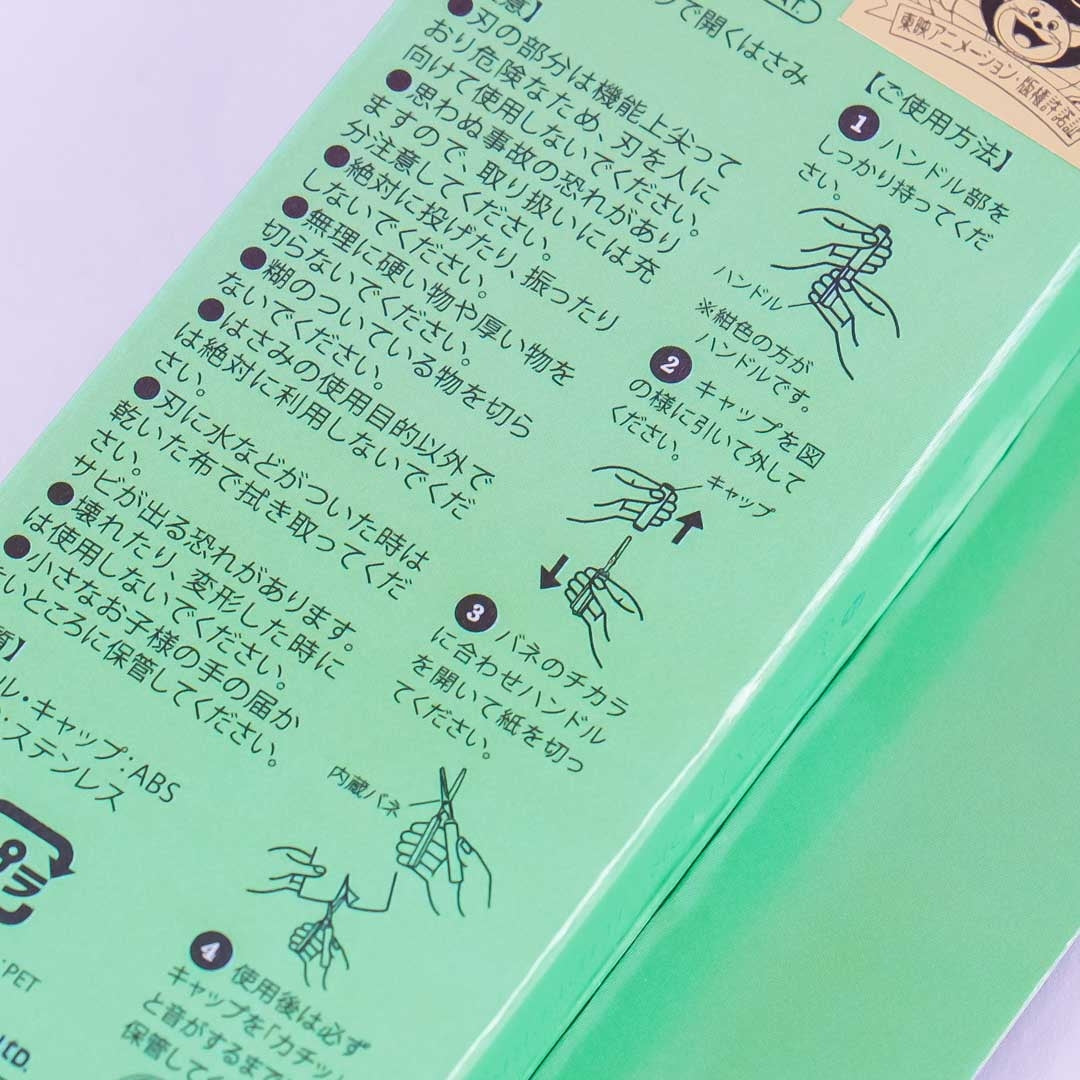 で開くはさみ
意】
●刃の部分は機能上尖って
おり危険なため、刃を人に
向けて使用しないでください。
●思わぬ事故の恐れがあり
ますので、取り扱いには充
分注意してください。
●絶対に投げたり、振ったり
しないでください。
●無理に硬い物や厚い物を
切らないでください。
●糊のついている物を切ら
ないでください。
●はさみの使用目的以外で
は絶対に利用しないでくだ
さい。
●刃に水などがついた時は
乾いた布で拭き取ってくだ
さい。
サビが出る恐れがあります。
●壊れたり、変形した時に
は使用しないでください。
●小さなお子様の手の届か
いところに保管してください。
質】
ル・キャップ:ABS
:ステンレス
プラ
:PET
LTD.
東映アニメーション・版権許諾証
【ご使用方法】
1 ハンドル部を
しっかり持ってくだ
さい。
ハンドル
※紺色の方が
ハンドルです。
2 キャップを図
の様に引いて外して
ください。
キャップ
3 バネのチカラ
に合わせハンドル
を開いて紙を切っ
てください。
内蔵バネ
4 使用後は必ず
キャップを「カチッ」
と音がするまで
保管して